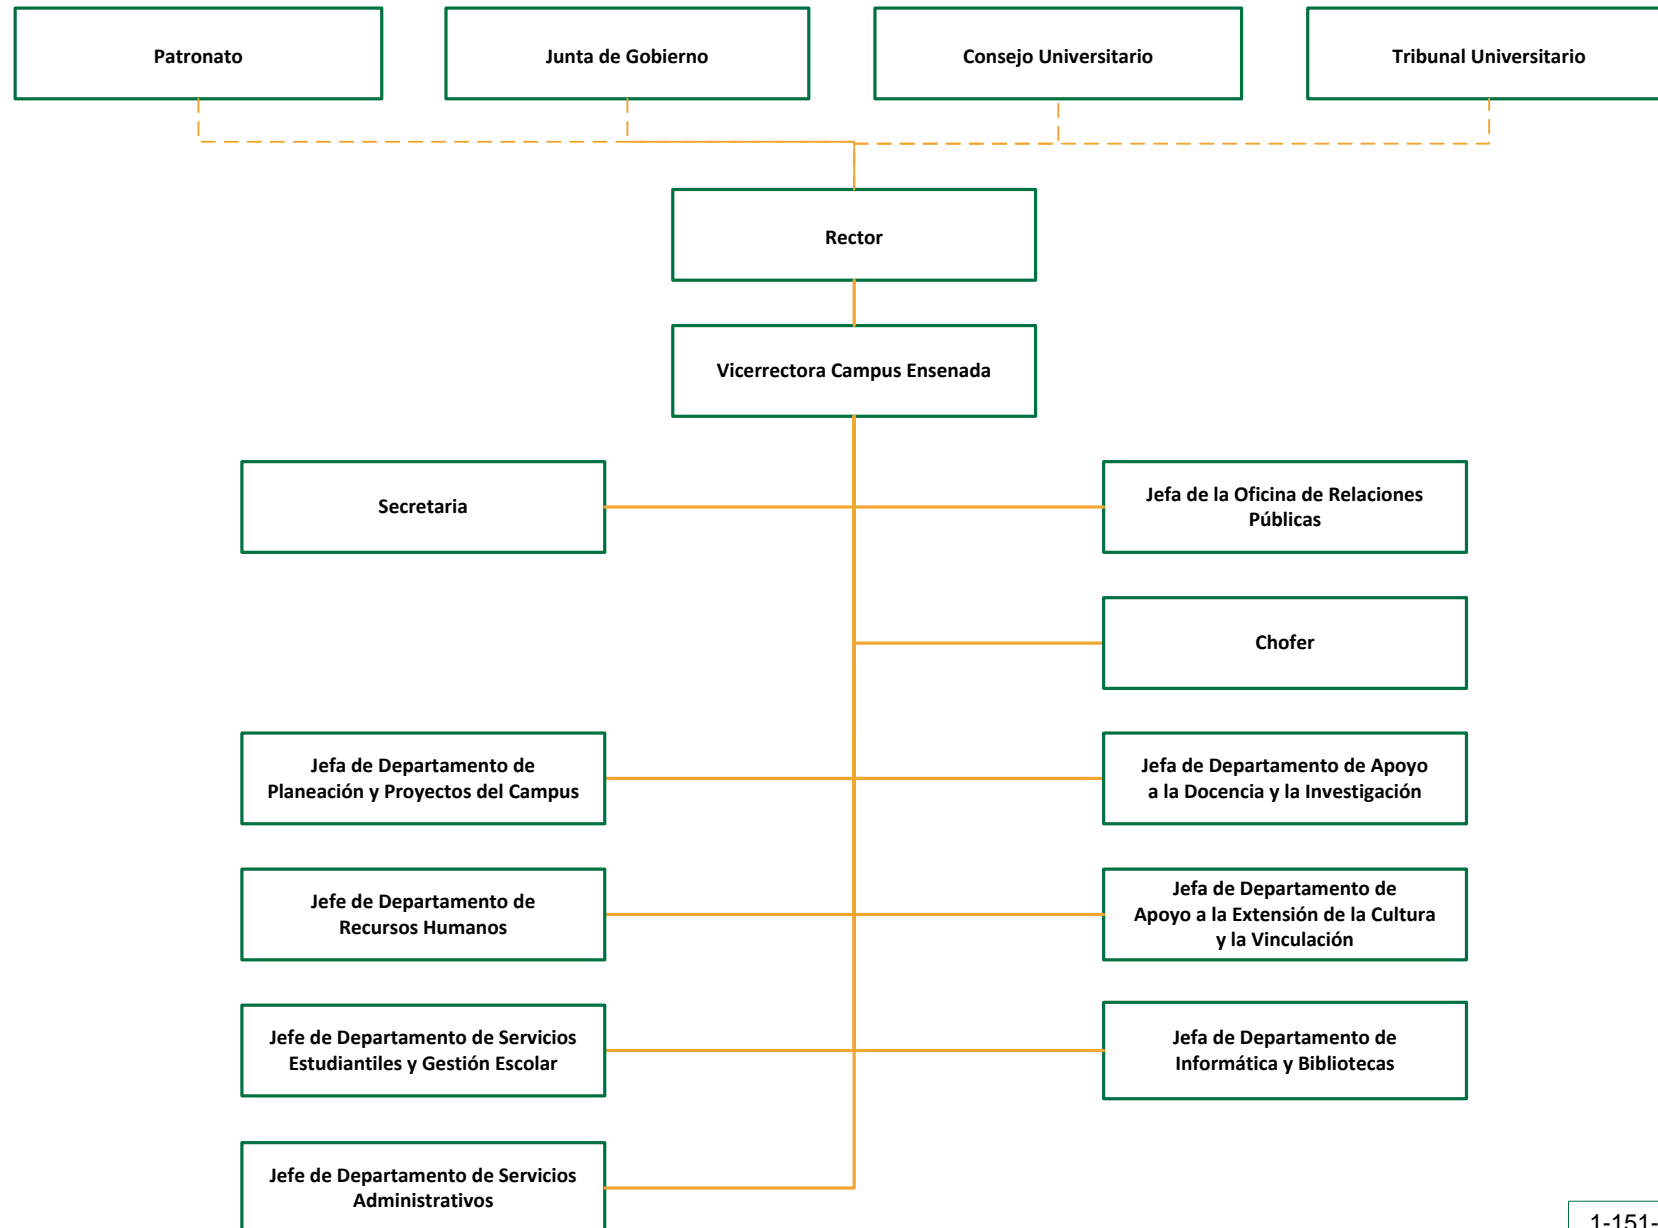 Patronato
Junta de Gobierno
Consejo Universitario
Tribunal Universitario
Rector
Vicerrectora Campus Ensenada
Secretaria
Jefa de la Oficina de Relaciones
Públicas
Chofer
Jefa de Departamento de
Planeación y Proyectos del Campus
Jefa de Departamento de Apoyo
a la Docencia y la Investigación
Jefe de Departamento de
Recursos Humanos
Jefa de Departamento de
Apoyo a la Extensión de la Cultura
y la Vinculación
Jefe de Departamento de Servicios
Estudiantiles y Gestión Escolar
Jefa de Departamento de
Informática y Bibliotecas
Jefe de Departamento de Servicios
Administrativos
1-151-